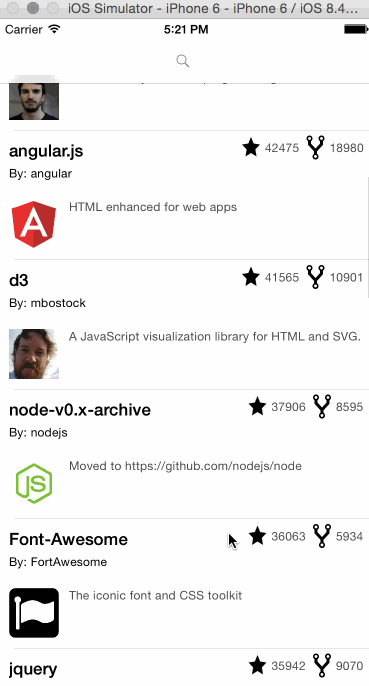 iOS Simulator - iPhone 6 - iPhone 6 / iOS 8.4...
Carrier 5:21 PM
angular.js 42475 18980
By: angular
HTML enhanced for web apps
d3 41565 10901
By: mbostock
A JavaScript visualization library for HTML and SVG.
node-v0.x-archive 37906 8595
By: nodejs
Moved to https://github.com/nodejs/node
Font-Awesome 36063 5934
By: FortAwesome
The iconic font and CSS toolkit
jquery 35942 9070